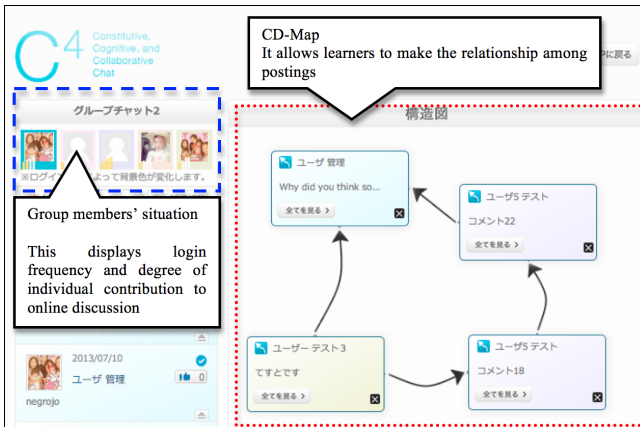 C4
Constitutive,
Cognitive, and
Collaborative
Chat
CD-Map
It allows learners to make the relationship among
postings
Pに戻る
グループチャット2
構造図
Group members' situation
This displays login
frequency and degree of
individual contribution to
online discussion
ユーザ 管理
Why did you think so...
全てを見る >
ユーザ5 テスト
コメント22
全てを見る >
ユーザー テスト 3
てすとです
全てを見る >
ユーザ5 テスト
コメント18
全てを見る >
2013/07/10
ユーザ 管理
0
negrojo